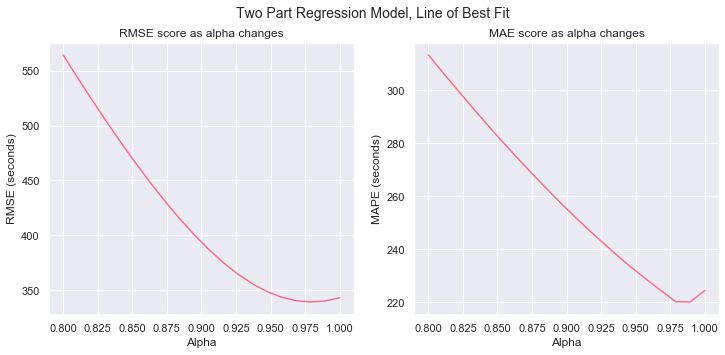 Two Part Regression Model, Line of Best Fit
RMSE score as alpha changes
RMSE (seconds)
550
500
450
400
350
0.800 0.825 0.850 0.875 0.900 0.925 0.950 0.975 1.000
Alpha
MAE score as alpha changes
MAPE (seconds)
300
280
260
240
220
0.800 0.825 0.850 0.875 0.900 0.925 0.950 0.975 1.000
Alpha